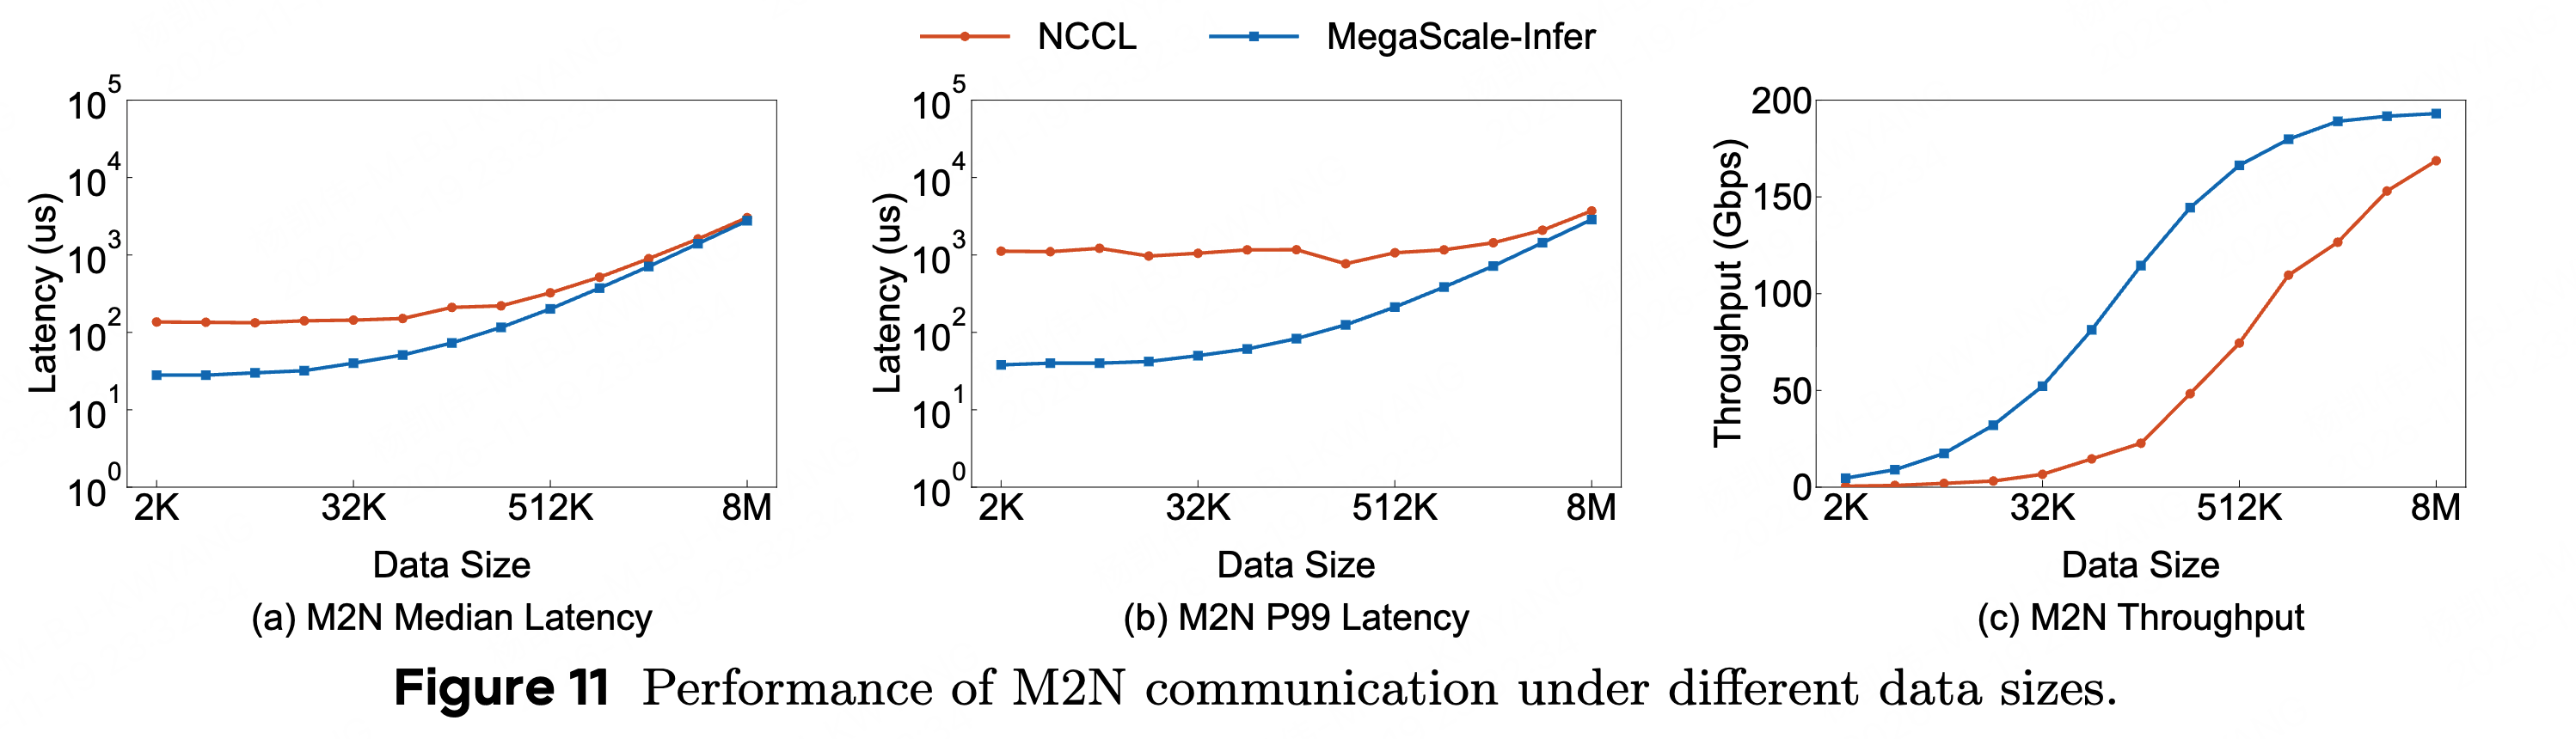 NCCL MegaScale-Infer
10^5
10^4
10^3
10^2
10^1
10^0
Latency (us)
2K 32K 512K 8M
Data Size
(a) M2N Median Latency
10^5
10^4
10^3
10^2
10^1
10^0
Latency (us)
2K 32K 512K 8M
Data Size
(b) M2N P99 Latency
200
150
100
50
0
Throughput (Gbps)
2K 32K 512K 8M
Data Size
(c) M2N Throughput
Figure 11 Performance of M2N communication under different data sizes.